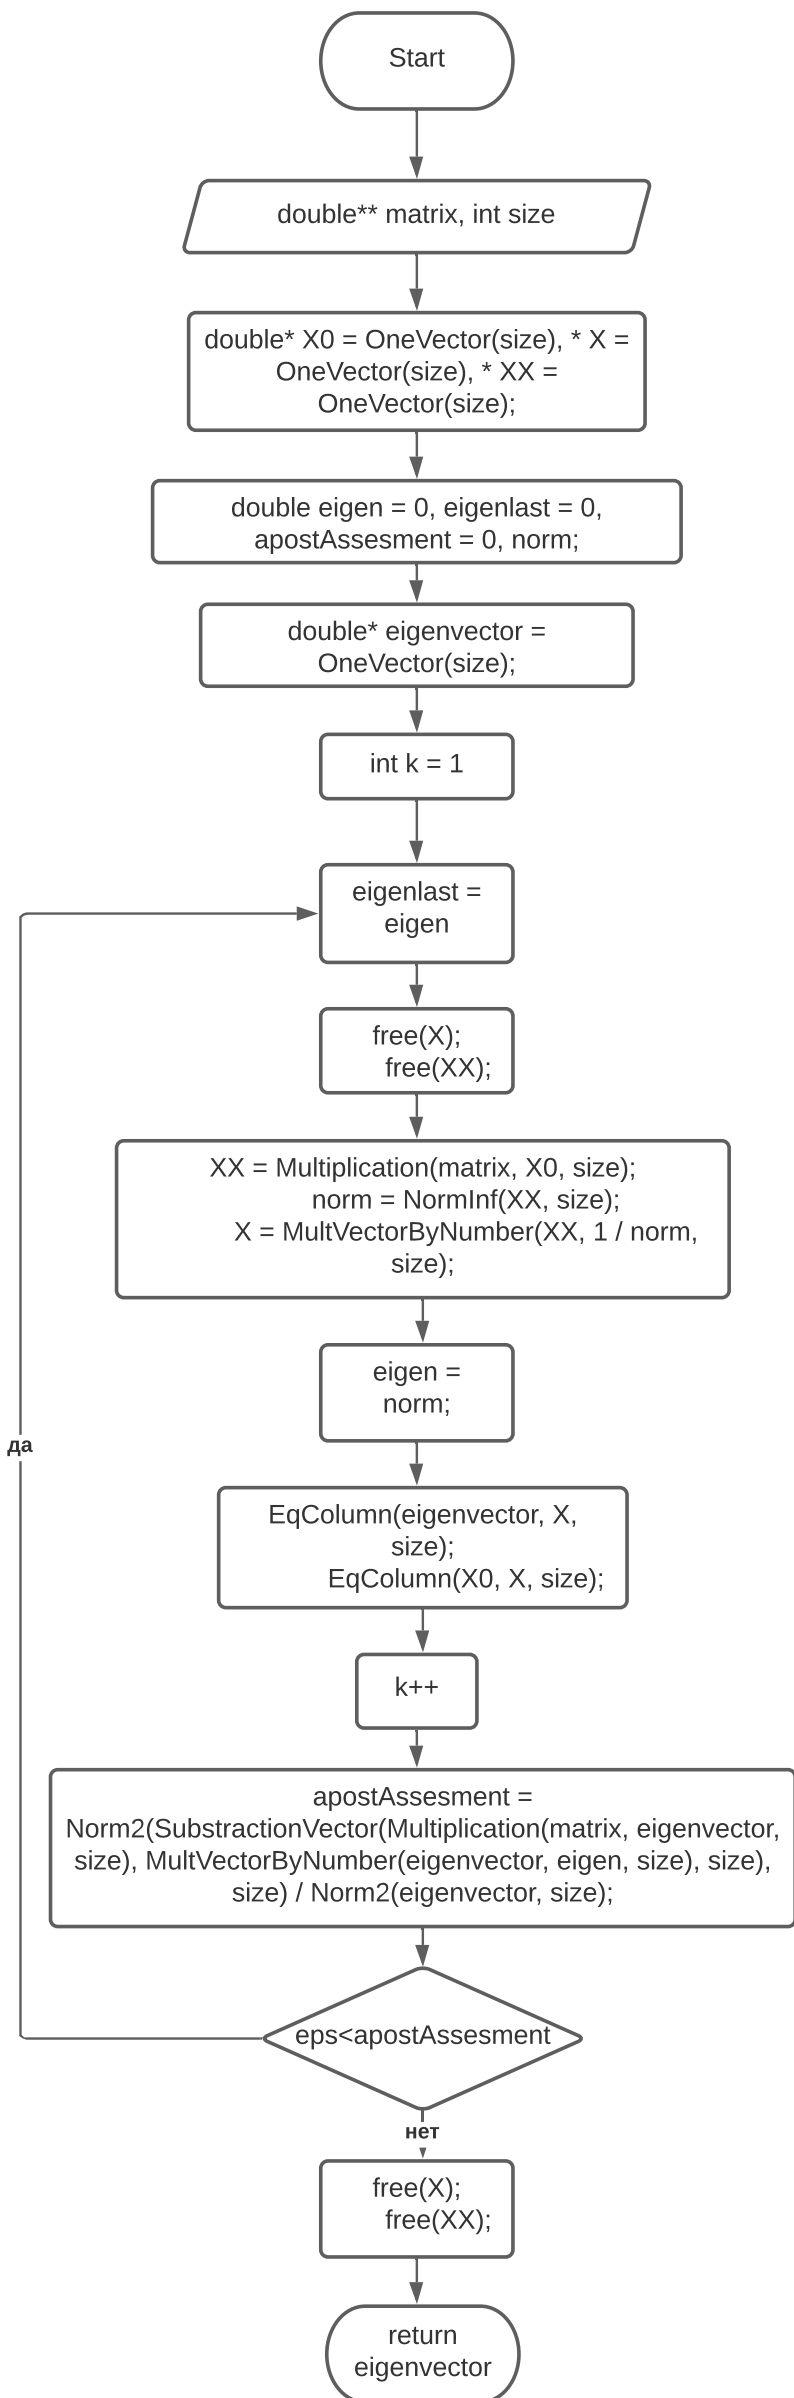 Start
double** matrix, int size
double* X0 = OneVector(size), * X =
OneVector(size), * XX =
OneVector(size);
double eigen = 0, eigenlast = 0,
apostAssesment = 0, norm;
double* eigenvector =
OneVector(size);
int k = 1
eigenlast =
eigen
free(X);
free(XX);
XX = Multiplication(matrix, X0, size);
norm = NormInf(XX, size);
X = MultVectorByNumber(XX, 1 / norm,
size);
eigen =
norm;
да
EqColumn(eigenvector, X,
size);
EqColumn(X0, X, size);
k++
apostAssesment =
Norm2(SubstractionVector(Multiplication(matrix, eigenvector,
size), MultVectorByNumber(eigenvector, eigen, size), size),
size) / Norm2(eigenvector, size);
eps<apostAssesment
нет
free(X);
free(XX);
return
eigenvector